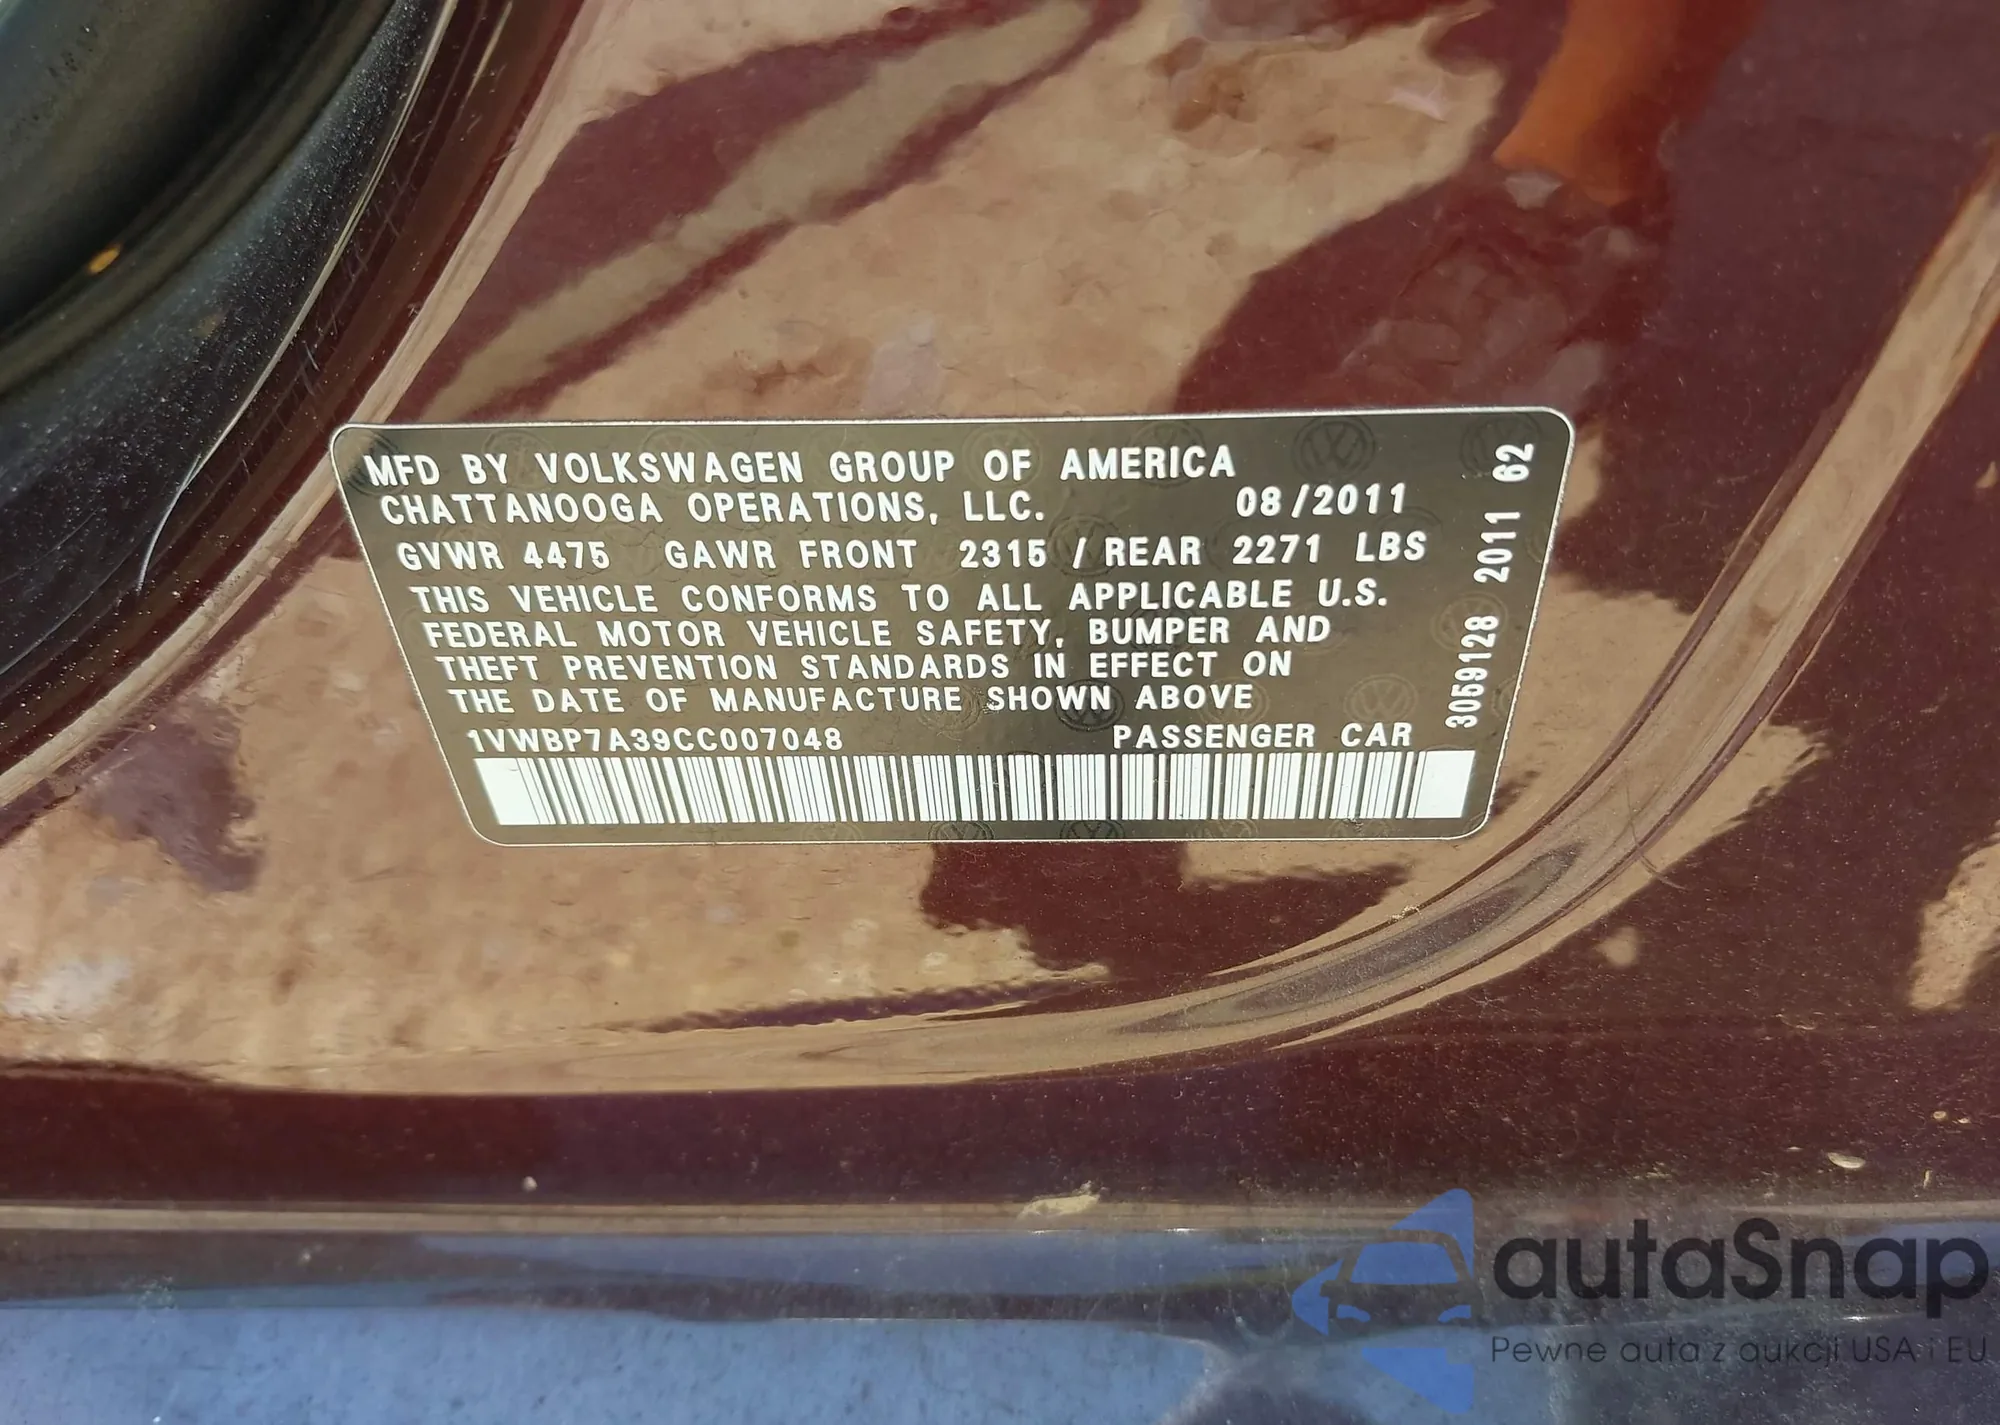 MFD BY VOLKSWAGEN GROUP OF AMERICA
CHATTANOOGA OPERATIONS, LLC. 08/2011
GVWR 4475 GAWR FRONT 2315 / REAR 2271 LBS
THIS VEHICLE CONFORMS TO ALL APPLICABLE U.S.
FEDERAL MOTOR VEHICLE SAFETY, BUMPER AND
THEFT PREVENTION STANDARDS IN EFFECT ON
THE DATE OF MANUFACTURE SHOWN ABOVE
1VWBP7A39CC007048 PASSENGER CAR
3059128 2011 62
autaSnap
Pewne auta z aukcji USA i EU